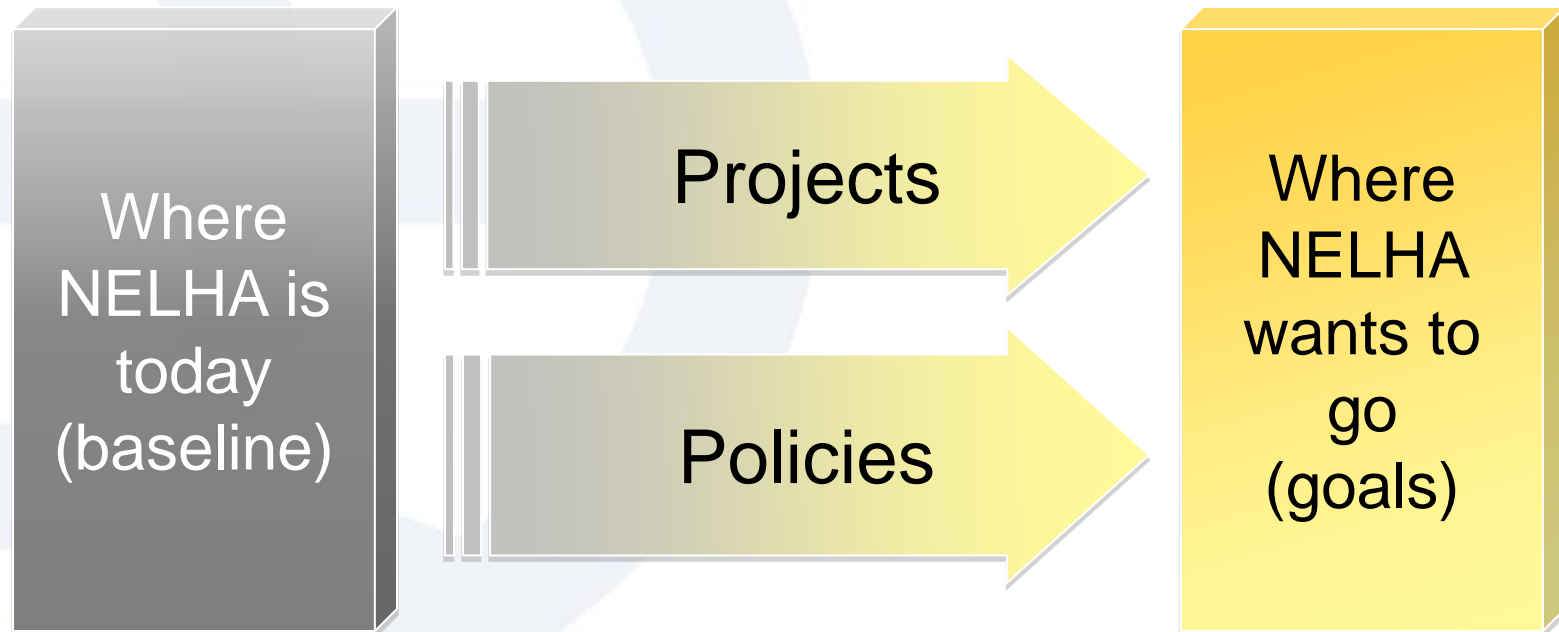 Where
NELHA is
today
(baseline)
Projects
Policies
Where
NELHA
wants to
go
(goals)